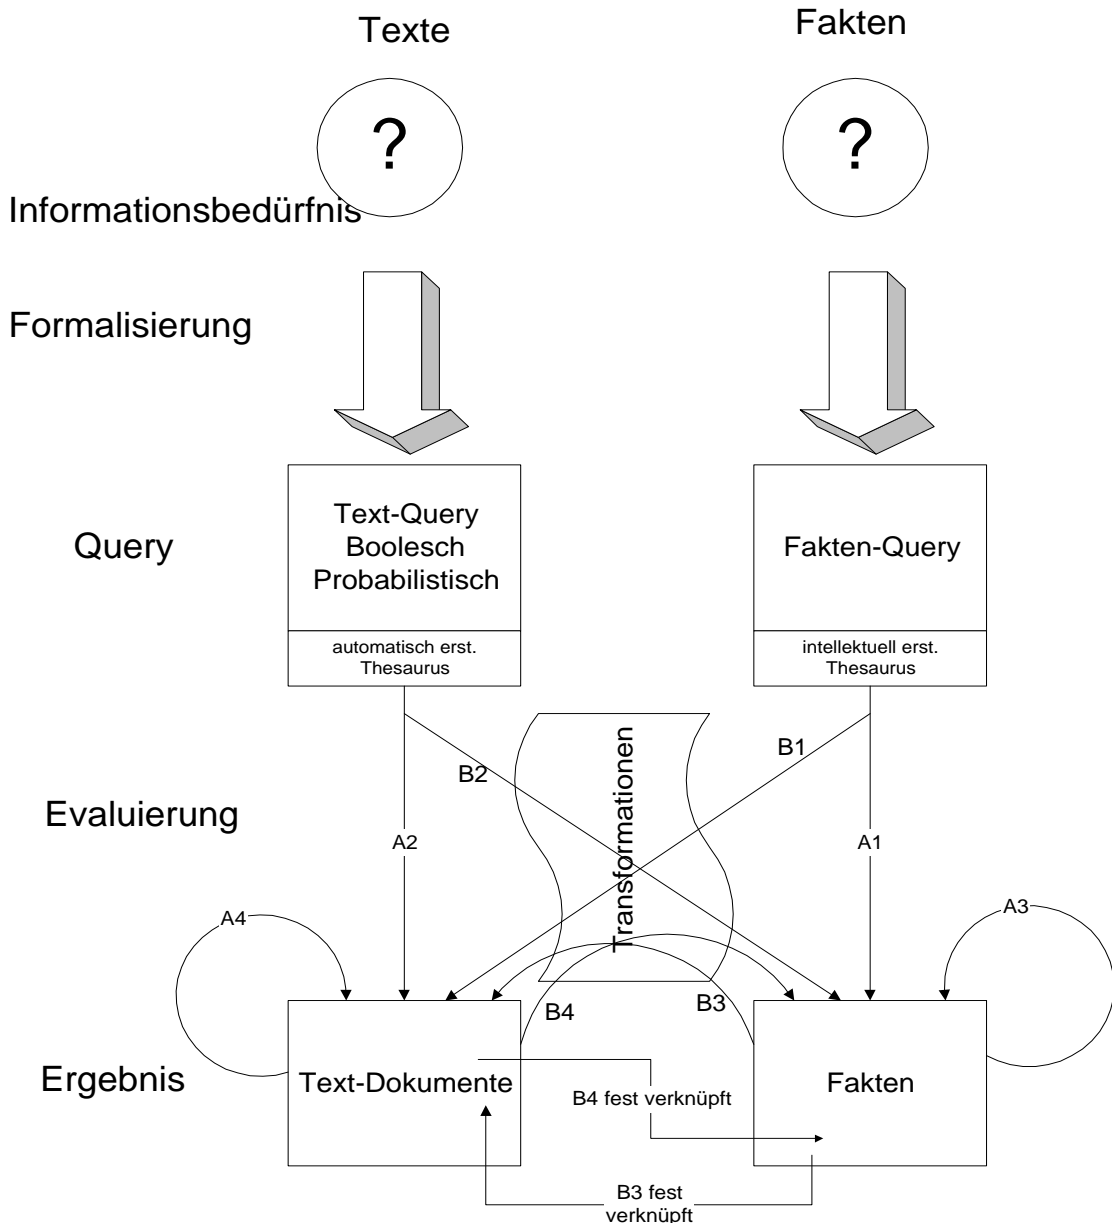 Texte
Fakten
?
?
Informationsbedürfnis
Formalisierung
Query
Text-Query
Boolesch
Probabilistisch
automatisch erst.
Thesaurus
Fakten-Query
intellektuell erst.
Thesaurus
Transformationen
B2
B1
Evaluierung
A2
A1
A4
A3
B4
B3
Ergebnis
Text-Dokumente
Fakten
B4 fest verknüpft
B3 fest
verknüpft